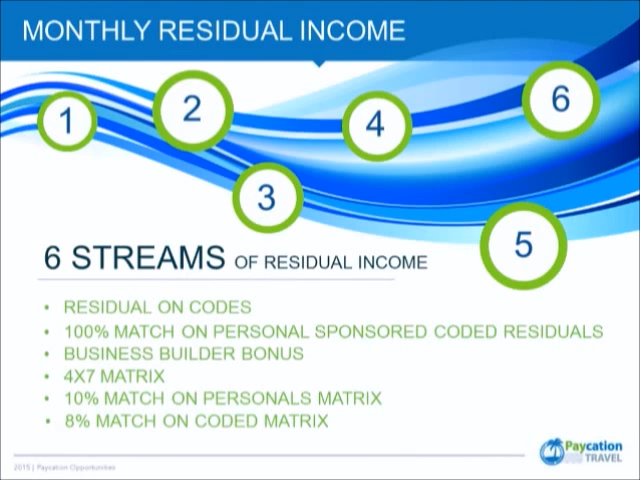 MONTHLY RESIDUAL INCOME
1
2
3
4
5
6
6 STREAMS OF RESIDUAL INCOME
• RESIDUAL ON CODES
• 100% MATCH ON PERSONAL SPONSORED CODED RESIDUALS
• BUSINESS BUILDER BONUS
• 4X7 MATRIX
• 10% MATCH ON PERSONALS MATRIX
• 8% MATCH ON CODED MATRIX
2015 | Paycation Opportunities
Paycation
TRAVEL